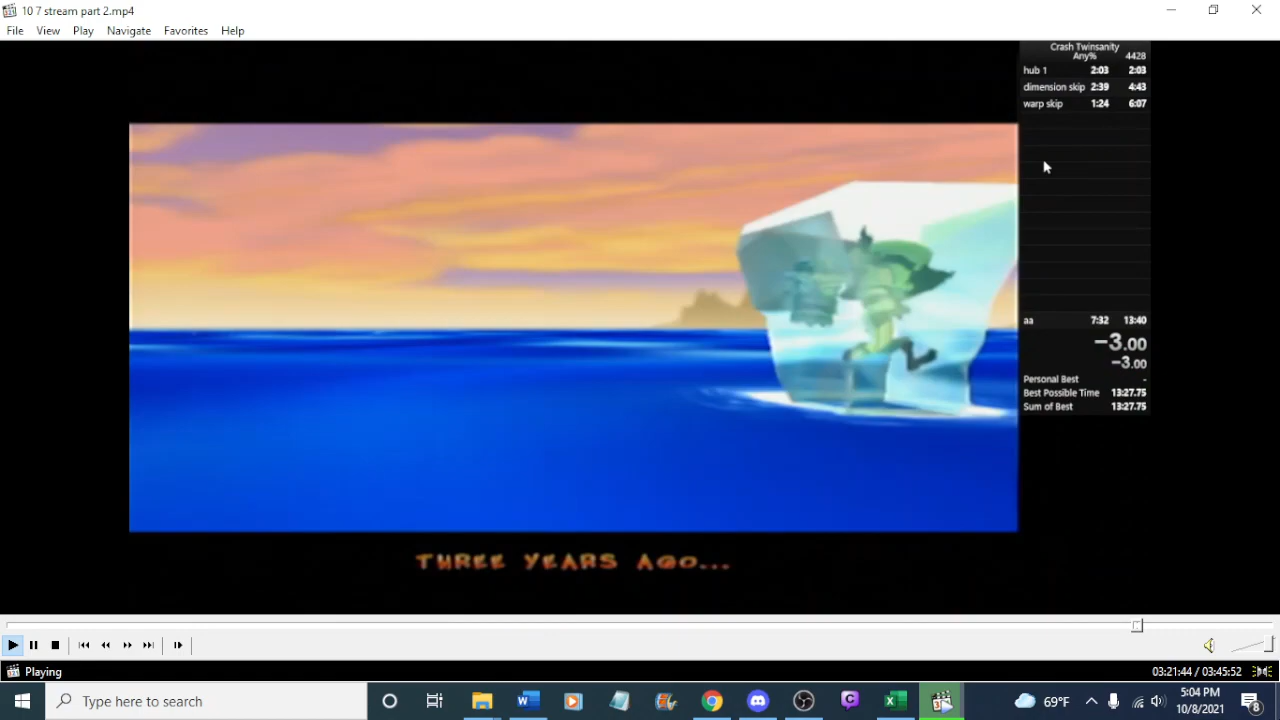 10 7 stream part 2.mp4
File View Play Navigate Favorites Help
Crash Twinsanity
Any% 4428
hub 1 2:03 2:03
dimension skip 2:39 4:43
warp skip 1:24 6:07
aa 7:32 13:40
−3.00
−3.00
Personal Best -
Best Possible Time 13:27.75
Sum of Best 13:27.75
THREE YEARS AGO...
Playing 03:21:44 / 03:45:52
Type here to search
69°F
5:04 PM
10/8/2021
8